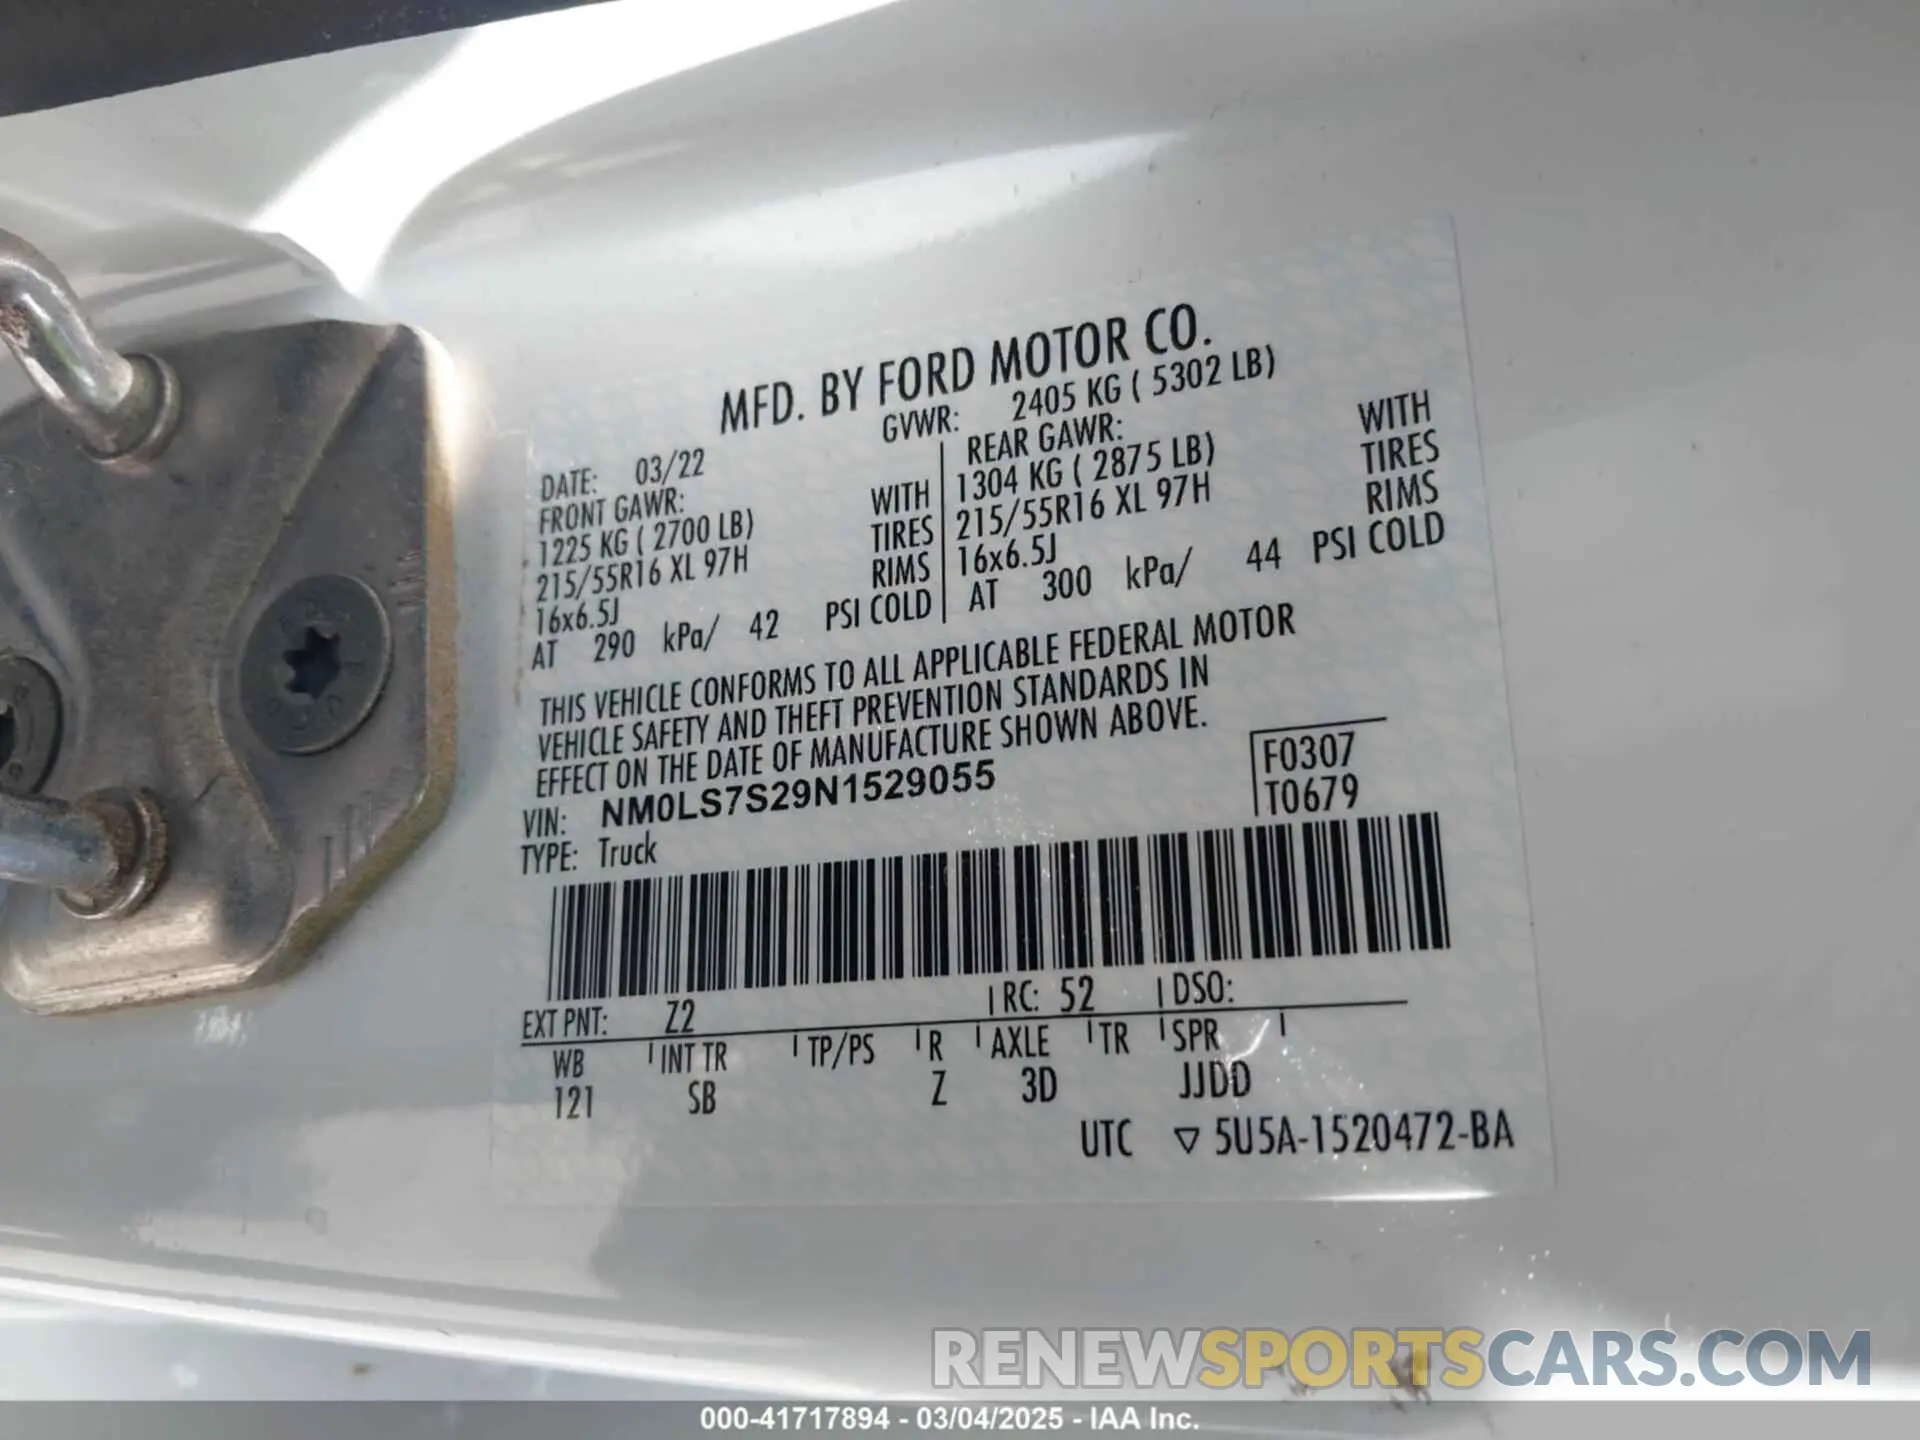 MFD. BY FORD MOTOR CO.
DATE: 03/22 GVWR: 2405 KG ( 5302 LB)
FRONT GAWR: REAR GAWR:
1225 KG ( 2700 LB) WITH 1304 KG ( 2875 LB) WITH
215/55R16 XL 97H TIRES 215/55R16 XL 97H TIRES
16x6.5J RIMS 16x6.5J RIMS
AT 290 kPa/ 42 PSI COLD AT 300 kPa/ 44 PSI COLD
THIS VEHICLE CONFORMS TO ALL APPLICABLE FEDERAL MOTOR
VEHICLE SAFETY AND THEFT PREVENTION STANDARDS IN
EFFECT ON THE DATE OF MANUFACTURE SHOWN ABOVE.
VIN: NM0LS7S29N1529055 F0307
TYPE: Truck T0679
EXT PNT: Z2 RC: 52 DSO:
WB INT TR TP/PS R AXLE TR SPR
121 SB Z 3D JJDD
UTC ▽ 5U5A-1520472-BA
RENEWSPORTSCARS.COM
000-41717894 - 03/04/2025 - IAA Inc.